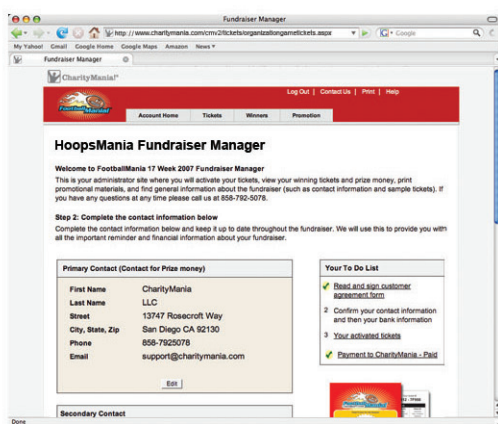 Fundraiser Manager
http://www.charitymania.com/cmv2/tickets/organizationgametickets.aspx
Google
My Yahoo! Gmail Google Home Google Maps Amazon News
Fundraiser Manager
CharityMania!
Log Out | Contact Us | Print | Help
FootballMania!
Account Home Tickets Winners Promotion
HoopsMania Fundraiser Manager
Welcome to FootballMania 17 Week 2007 Fundraiser Manager
This is your administrator site where you will activate your tickets, view your winning tickets and prize money, print
promotional materials, and find general information about the fundraiser (such as contact information and sample tickets). If
you have any questions at any time please call us at 858-792-5078.
Step 2: Complete the contact information below
Complete the contact information below and keep it up to date throughout the fundraiser. We will use this to provide you with
all the important reminder and financial information about your fundraiser.
Primary Contact (Contact for Prize money)
First Name CharityMania
Last Name LLC
Street 13747 Rosecroft Way
City, State, Zip San Diego CA 92130
Phone 858-7925078
Email support@charitymania.com
Edit
Secondary Contact
Your To Do List
Read and sign customer
agreement form
2 Confirm your contact information
and then your bank information
3 Your activated tickets
Payment to CharityMania - Paid
Done